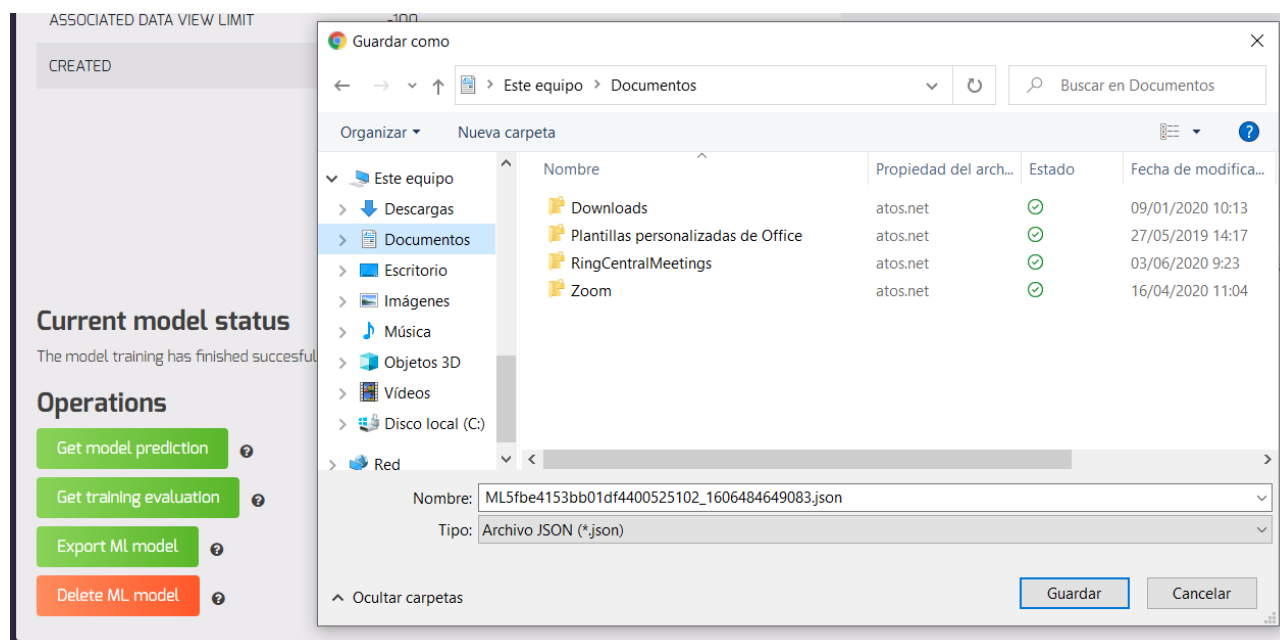 ASSOCIATED DATA VIEW LIMIT -100
CREATED
Current model status
The model training has finished succesful
Operations
Get model prediction
Get training evaluation
Export Ml model
Delete ML model
Guardar como
Este equipo > Documentos
Buscar en Documentos
Organizar Nueva carpeta
Este equipo
Descargas
Documentos
Escritorio
Imágenes
Música
Objetos 3D
Vídeos
Disco local (C:)
Red
Nombre Propiedad del arch... Estado Fecha de modifica...
Downloads atos.net 09/01/2020 10:13
Plantillas personalizadas de Office atos.net 27/05/2019 14:17
RingCentralMeetings atos.net 03/06/2020 9:23
Zoom atos.net 16/04/2020 11:04
Nombre: ML5fbe4153bb01df4400525102_1606484649083.json
Tipo: Archivo JSON (*.json)
Ocultar carpetas
Guardar Cancelar